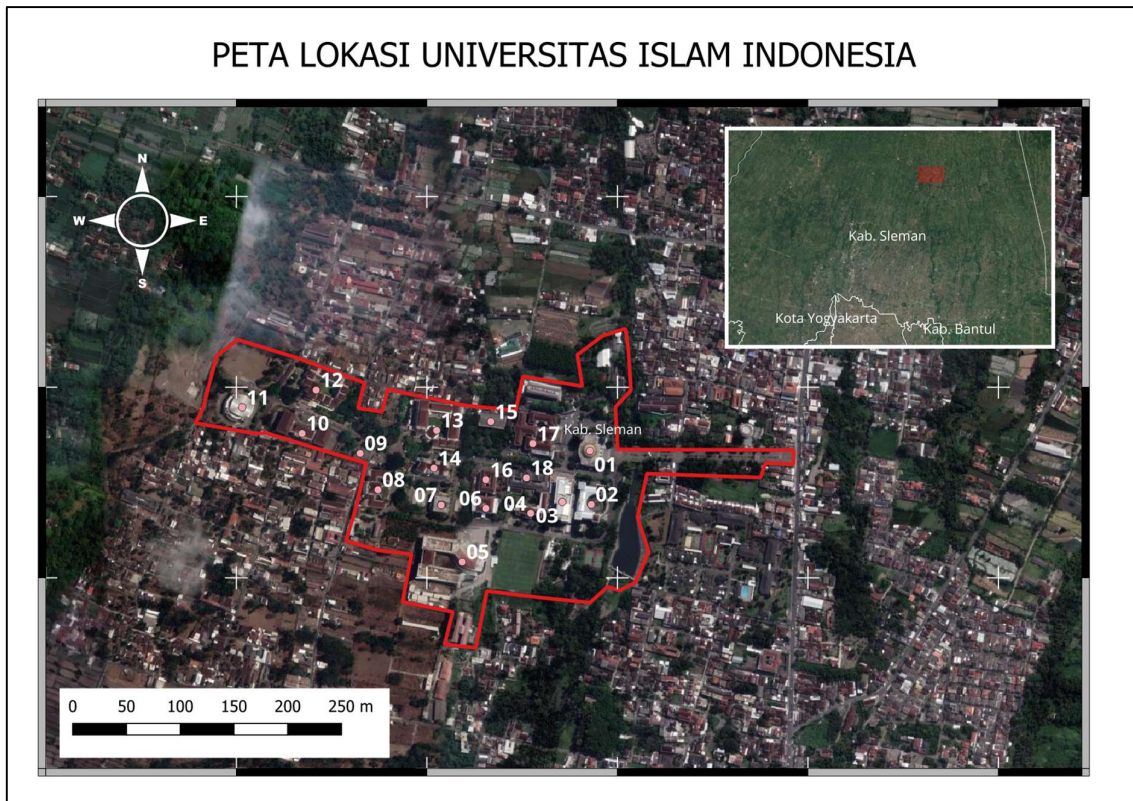 PETA LOKASI UNIVERSITAS ISLAM INDONESIA
N
W E
S
Kab. Sleman
Kota Yogyakarta
Kab. Bantul
12
11
13
15
10
17
Kab. Sleman
09
01
14
16
18
08
07
06
04
03
02
05
0 50 100 150 200 250 m